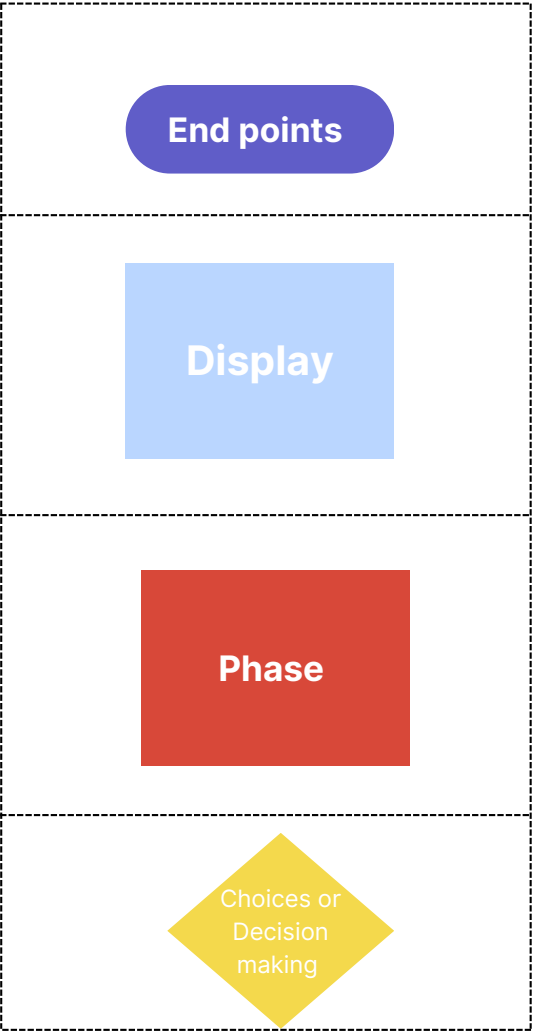 End points
Display
Phase
Choices or
Decision
making